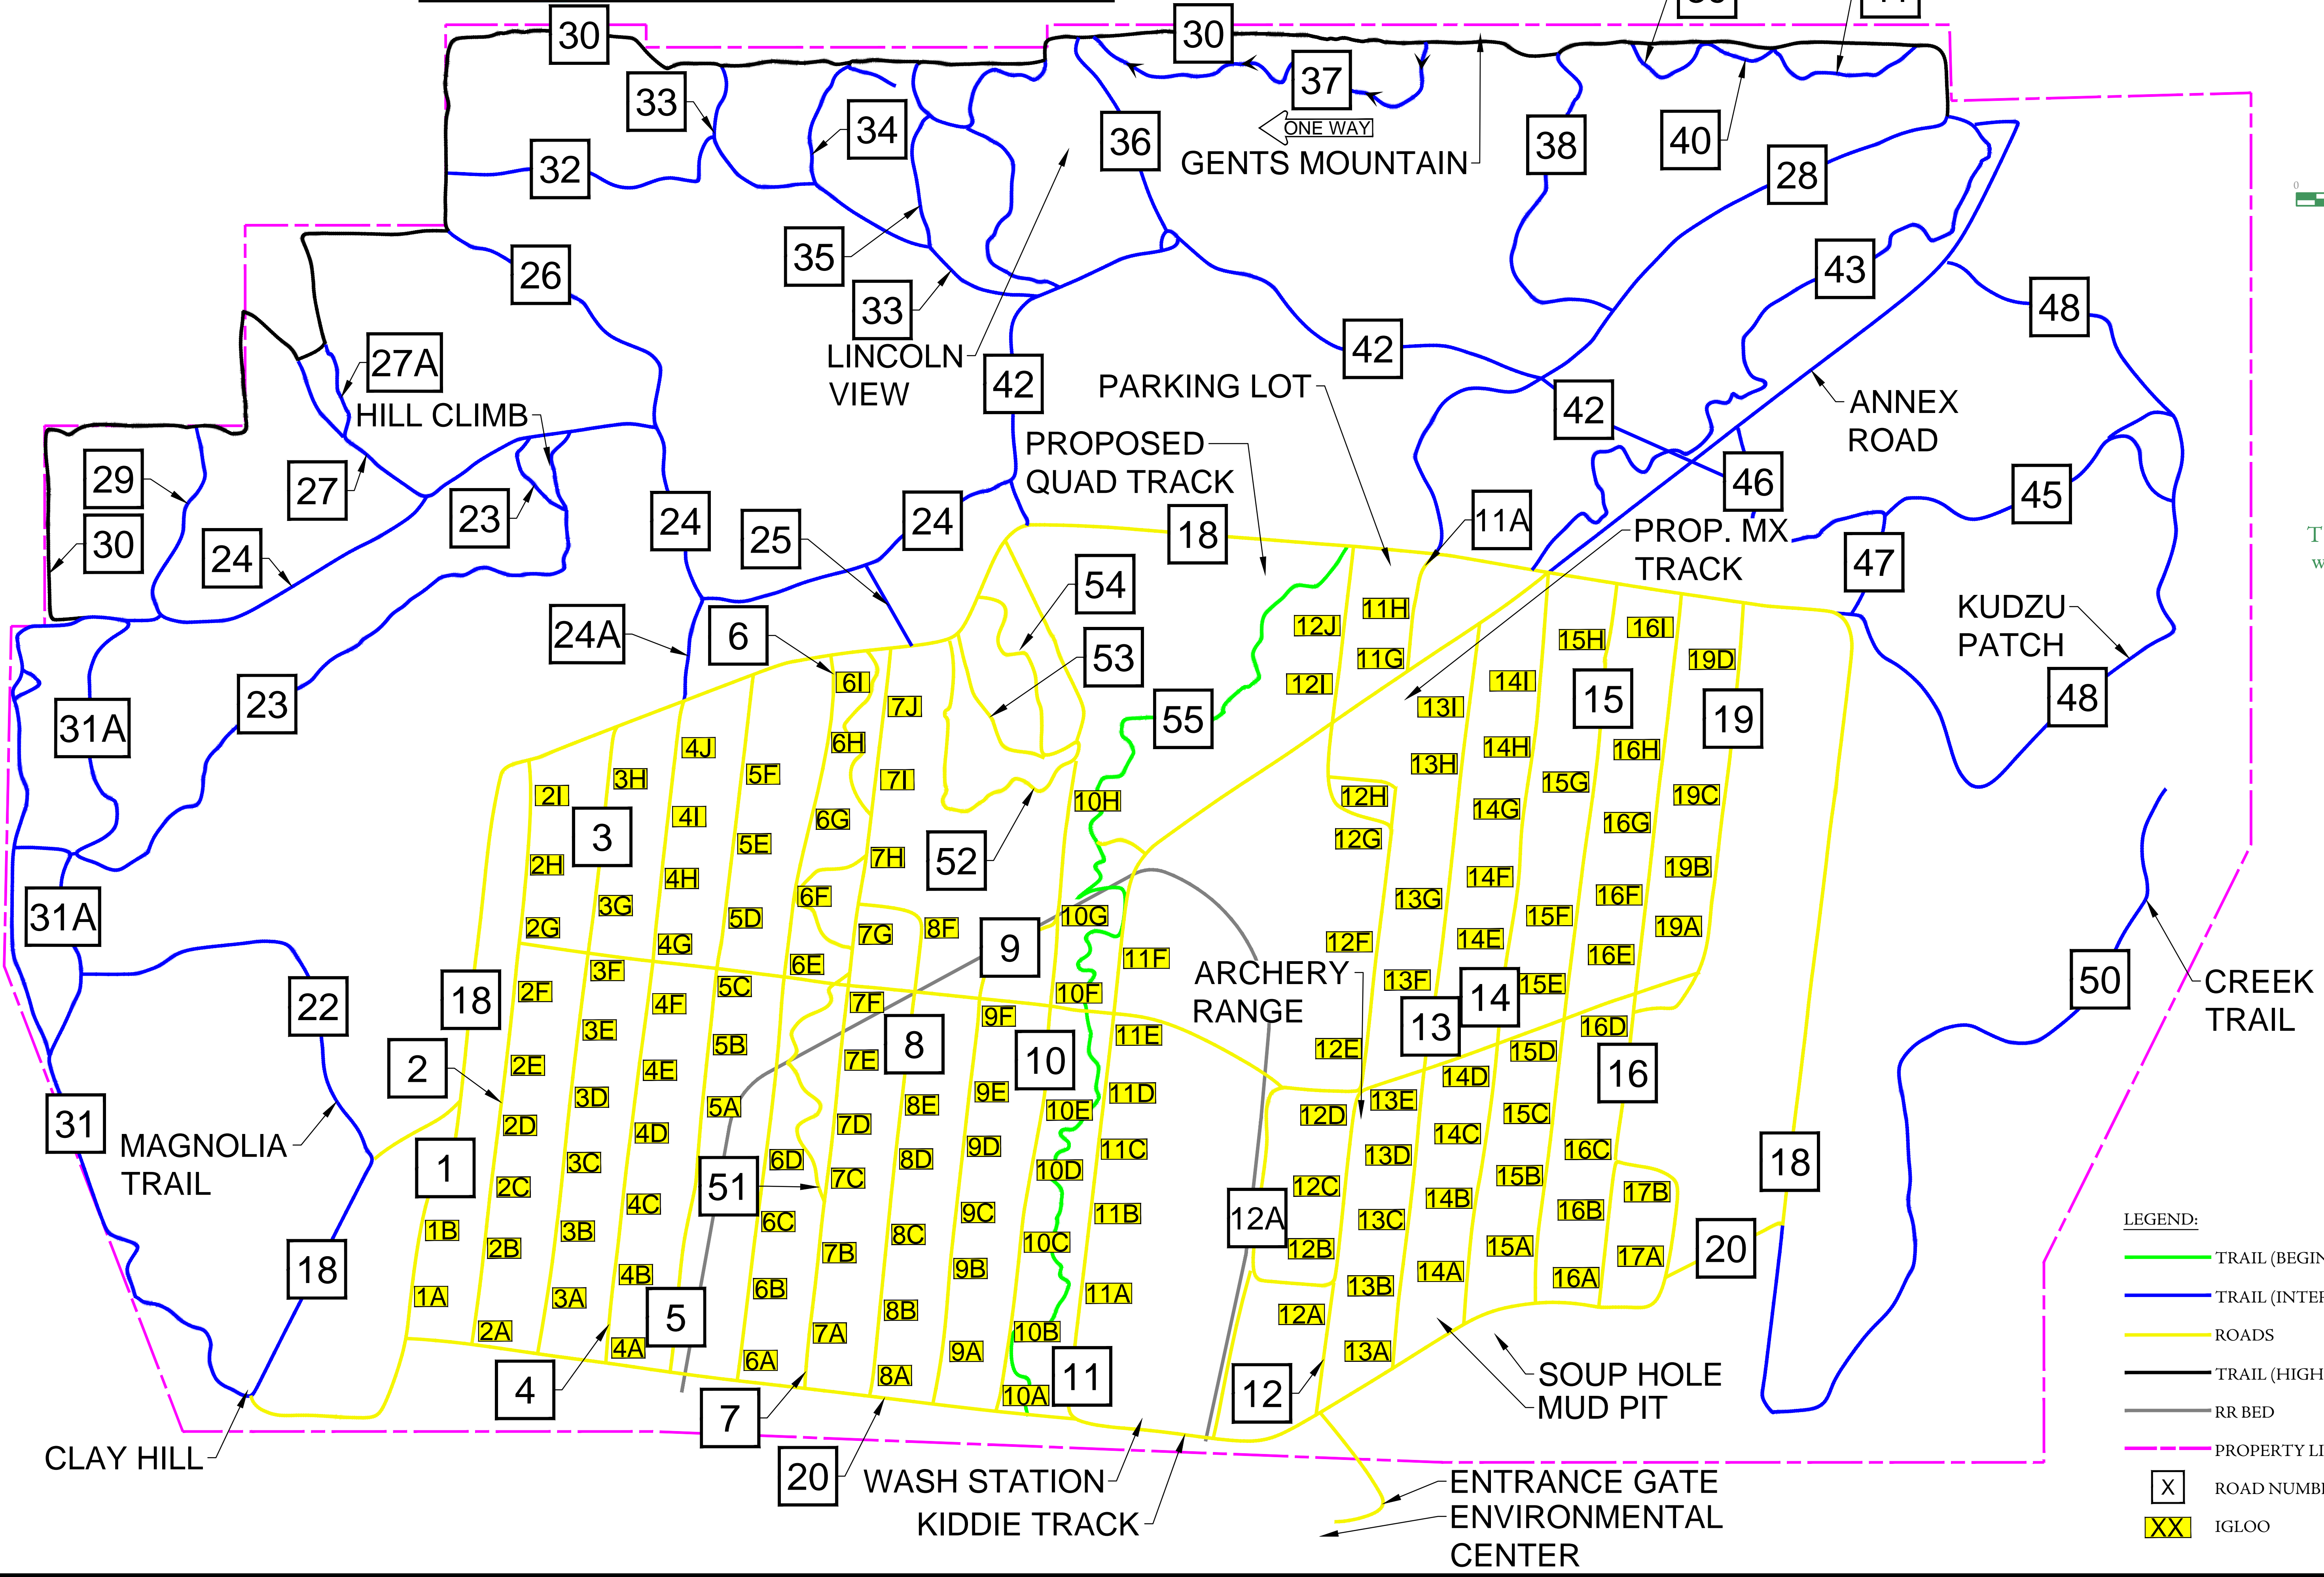 30
30
33
37
34
ONE WAY
36
38
40
GENTS MOUNTAIN
32
28
35
26
43
33
48
42
LINCOLN
VIEW
27A
42
PARKING LOT
42
ANNEX
ROAD
HILL CLIMB
PROPOSED
QUAD TRACK
29
27
23
46
45
30
24
24
25
24
18
11A
PROP. MX
TRACK
47
54
24A
6
11H
12J
15H
16I
KUDZU
PATCH
53
11G
19D
6I
12I
14I
15
48
23
31A
7J
55
13I
19
4J
6H
14H
16H
3H
5F
7I
13H
15G
2I
10H
12H
19C
4I
14G
3
6G
16G
5E
12G
52
7H
2H
19B
4H
14F
6F
16F
13G
3G
31A
5D
10G
15F
2G
8F
19A
7G
9
4G
12F
14E
16E
11F
6E
3F
ARCHERY
RANGE
13F
15E
50
CREEK
TRAIL
5C
2F
10F
14
22
18
4F
7F
9F
13
16D
3E
11E
5B
8
12E
15D
2
2E
7E
10
4E
14D
16
9E
11D
3D
13E
5A
8E
10E
12D
15C
31
2D
7D
4D
14C
MAGNOLIA
TRAIL
9D
11C
16C
1
3C
6D
8D
13D
18
10D
7C
15B
51
2C
12C
17B
4C
14B
9C
11B
12A
16B
6C
13C
1B
3B
8C
10C
2B
7B
12B
15A
20
17A
18
4B
9B
14A
16A
6B
13B
1A
3A
11A
LEGEND:
TRAIL (BEGIN
TRAIL (INTER
ROADS
TRAIL (HIGH
RR BED
PROPERTY LI
X
ROAD NUMBE
XX
IGLOO
8B
12A
5
2A
7A
10B
4A
9A
13A
6A
8A
11
SOUP HOLE
MUD PIT
4
10A
12
7
CLAY HILL
20
WASH STATION
KIDDIE TRACK
ENTRANCE GATE
ENVIRONMENTAL
CENTER